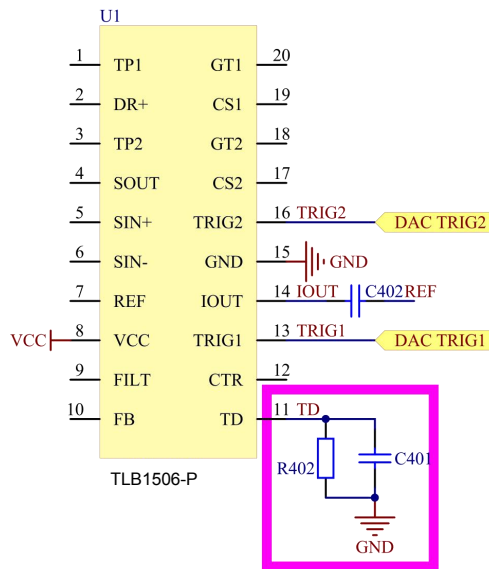 U1
1 TP1 GT1 20
2 DR+ CS1 19
3 TP2 GT2 18
4 SOUT CS2 17
5 SIN+ TRIG2 16 TRIG2 DAC TRIG2
6 SIN- GND 15 GND
7 REF IOUT 14 IOUT C402 REF
VCC 8 VCC TRIG1 13 TRIG1 DAC TRIG1
9 FILT CTR 12
10 FB TD 11 TD
R402 C401
TLB1506-P
GND